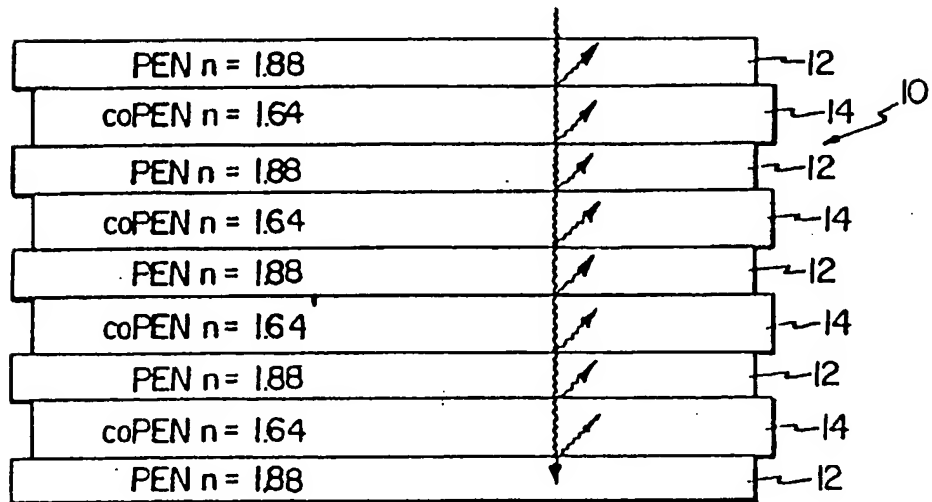 PEN n = 1.88 12
coPEN n = 1.64 14 10
PEN n = 1.88 12
coPEN n = 1.64 14
PEN n = 1.88 12
coPEN n = 1.64 14
PEN n = 1.88 12
coPEN n = 1.64 14
PEN n = 1.88 12